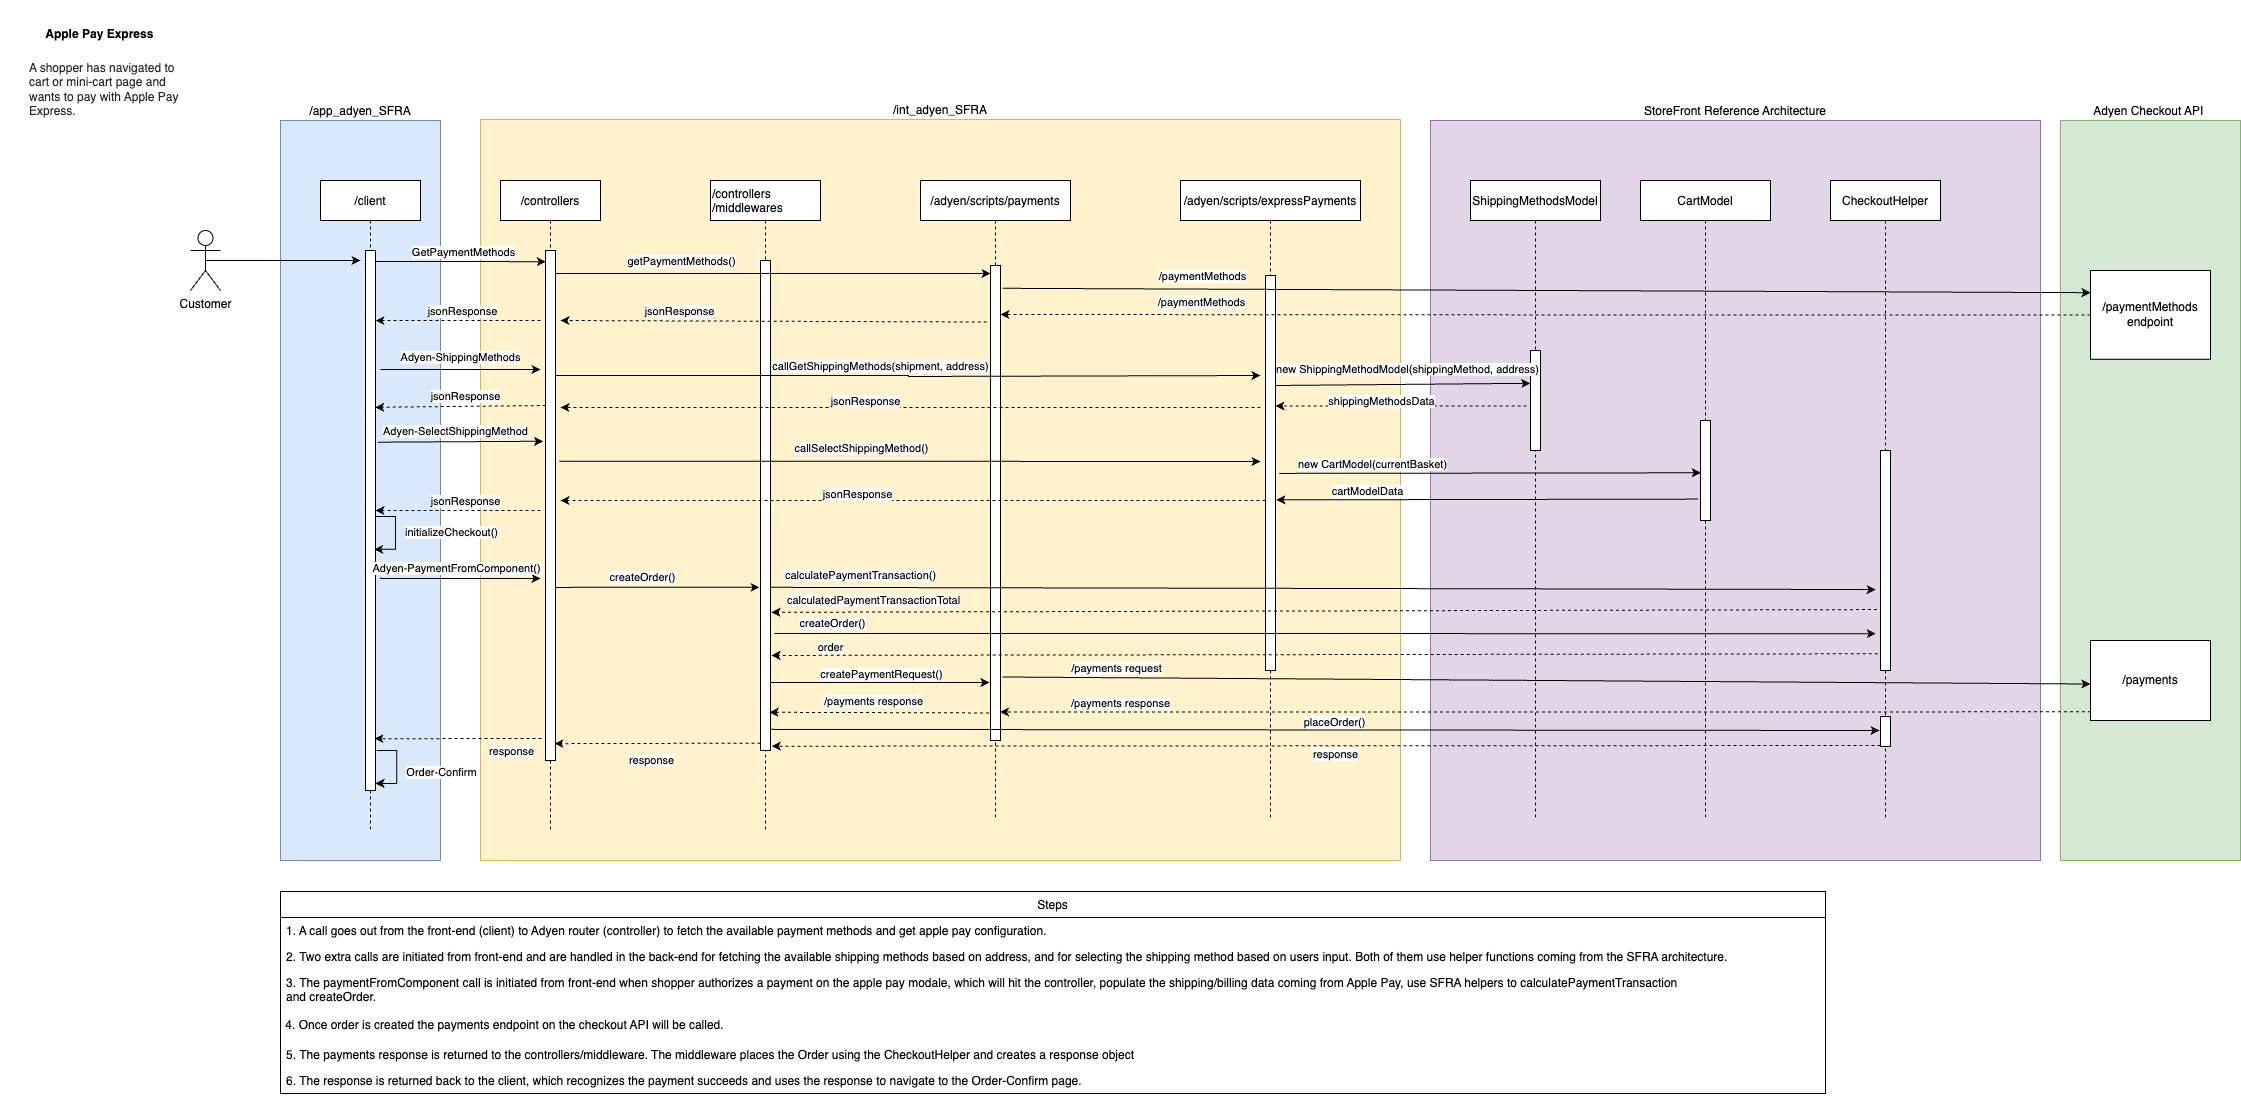 Apple Pay Express
A shopper has navigated to
cart or mini-cart page and
wants to pay with Apple Pay
Express.
/app_adyen_SFRA
/int_adyen_SFRA
StoreFront Reference Architecture
Adyen Checkout API
/client
/controllers
/controllers
/middlewares
/adyen/scripts/payments
/adyen/scripts/expressPayments
ShippingMethodsModel
CartModel
CheckoutHelper
Customer
GetPaymentMethods
getPaymentMethods()
/paymentMethods
/paymentMethods
/paymentMethods
endpoint
jsonResponse
jsonResponse
Adyen-ShippingMethods
callGetShippingMethods(shipment, address)
new ShippingMethodModel(shippingMethod, address)
jsonResponse
jsonResponse
shippingMethodsData
Adyen-SelectShippingMethod
callSelectShippingMethod()
new CartModel(currentBasket)
jsonResponse
jsonResponse
cartModelData
initializeCheckout()
Adyen-PaymentFromComponent()
createOrder()
calculatePaymentTransaction()
calculatedPaymentTransactionTotal
createOrder()
order
createPaymentRequest()
/payments request
/payments
/payments response
/payments response
placeOrder()
response
response
response
Order-Confirm
Steps
1. A call goes out from the front-end (client) to Adyen router (controller) to fetch the available payment methods and get apple pay configuration.
2. Two extra calls are initiated from front-end and are handled in the back-end for fetching the available shipping methods based on address, and for selecting the shipping method based on users input. Both of them use helper functions coming from the SFRA architecture.
3. The paymentFromComponent call is initiated from front-end when shopper authorizes a payment on the apple pay modale, which will hit the controller, populate the shipping/billing data coming from Apple Pay, use SFRA helpers to calculatePaymentTransaction
and createOrder.
4. Once order is created the payments endpoint on the checkout API will be called.
5. The payments response is returned to the controllers/middleware. The middleware places the Order using the CheckoutHelper and creates a response object
6. The response is returned back to the client, which recognizes the payment succeeds and uses the response to navigate to the Order-Confirm page.